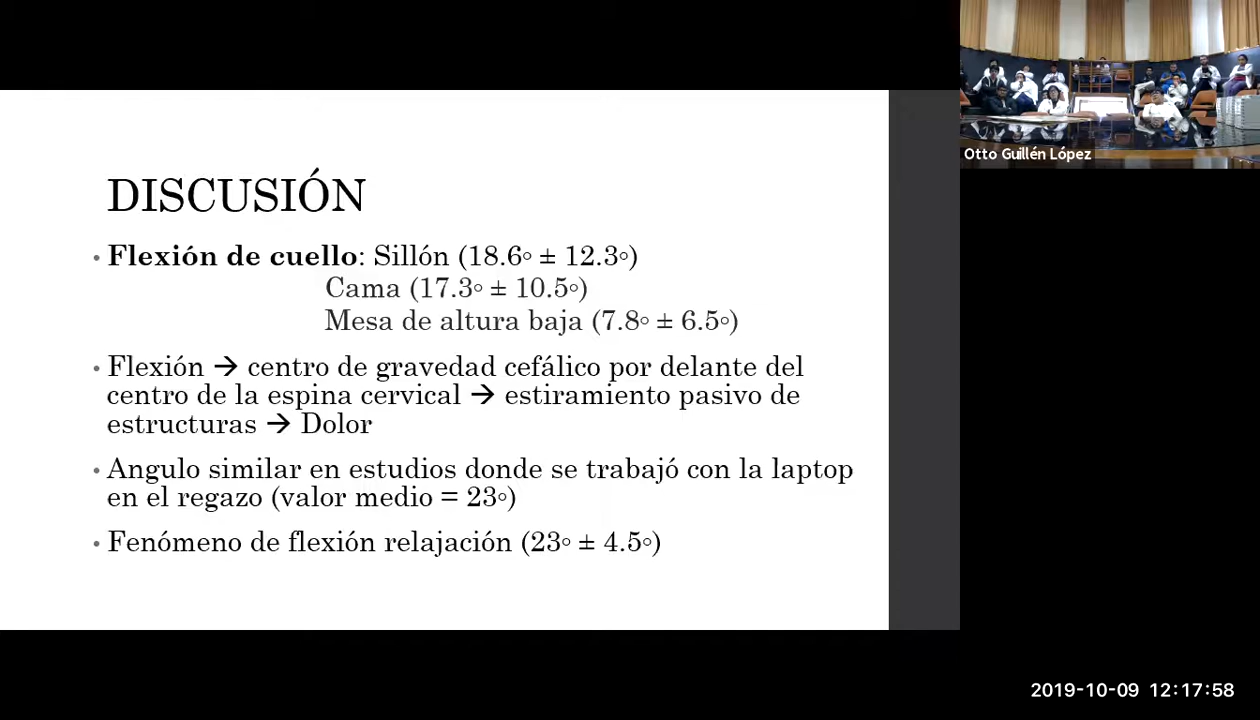 DISCUSIÓN
• Flexión de cuello: Sillón (18.6◦ ± 12.3◦)
Cama (17.3◦ ± 10.5◦)
Mesa de altura baja (7.8◦ ± 6.5◦)
• Flexión → centro de gravedad cefálico por delante del
centro de la espina cervical → estiramiento pasivo de
estructuras → Dolor
• Angulo similar en estudios donde se trabajó con la laptop
en el regazo (valor medio = 23◦)
• Fenómeno de flexión relajación (23◦ ± 4.5◦)
Otto Guillén López
2019-10-09 12:17:58